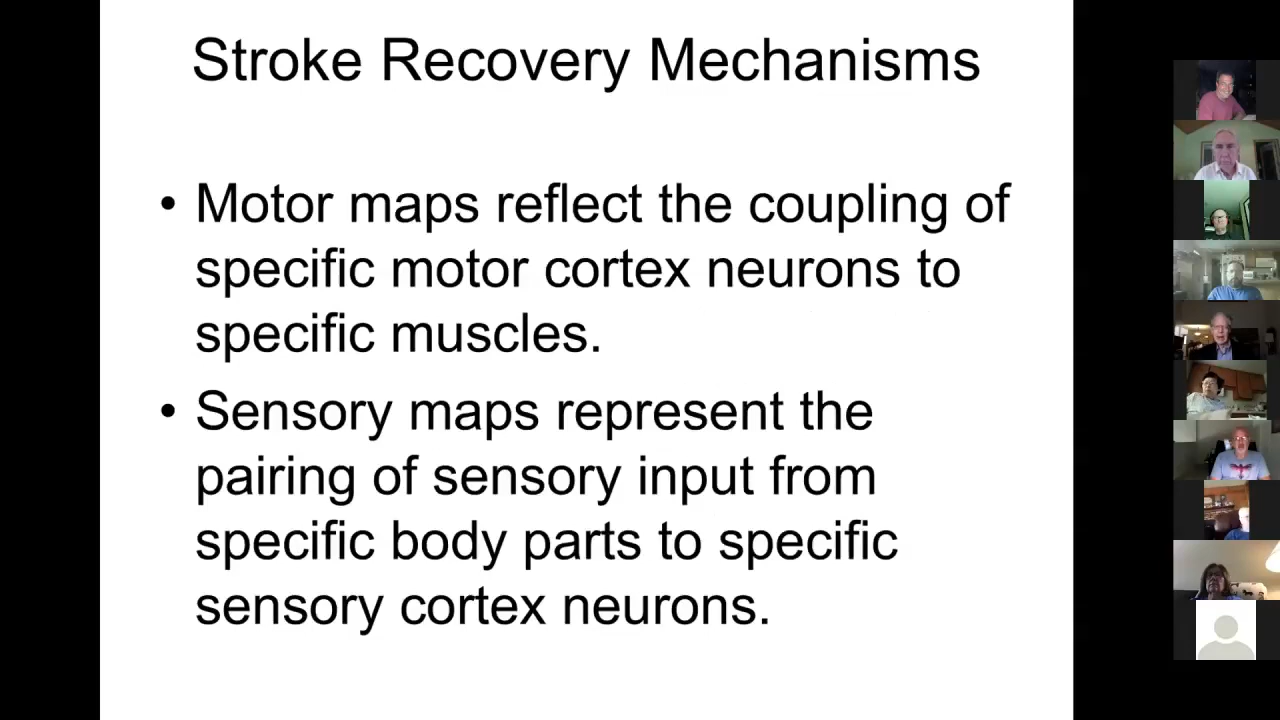 Stroke Recovery Mechanisms
• Motor maps reflect the coupling of
specific motor cortex neurons to
specific muscles.
• Sensory maps represent the
pairing of sensory input from
specific body parts to specific
sensory cortex neurons.